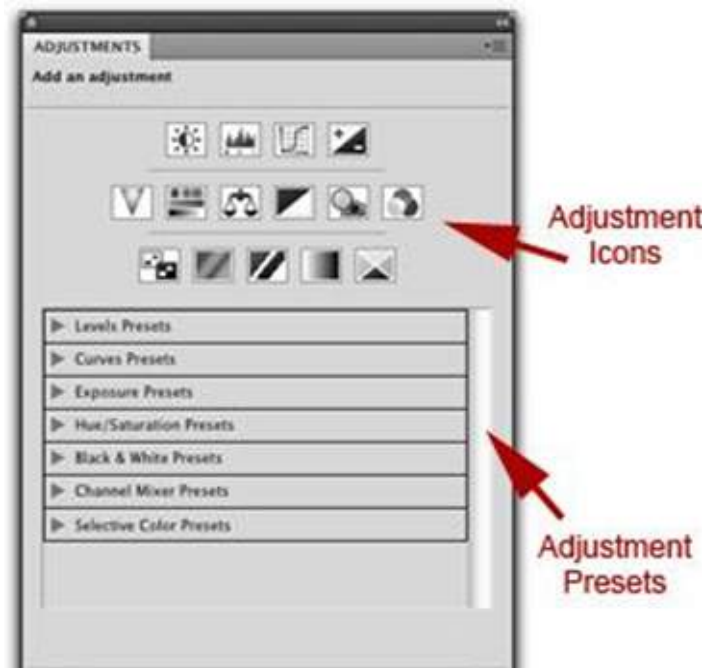 ADJUSTMENTS
Add an adjustment
Adjustment
Icons
Levels Presets
Curves Presets
Exposure Presets
Hue/Saturation Presets
Black & White Presets
Channel Mixer Presets
Selective Color Presets
Adjustment
Presets